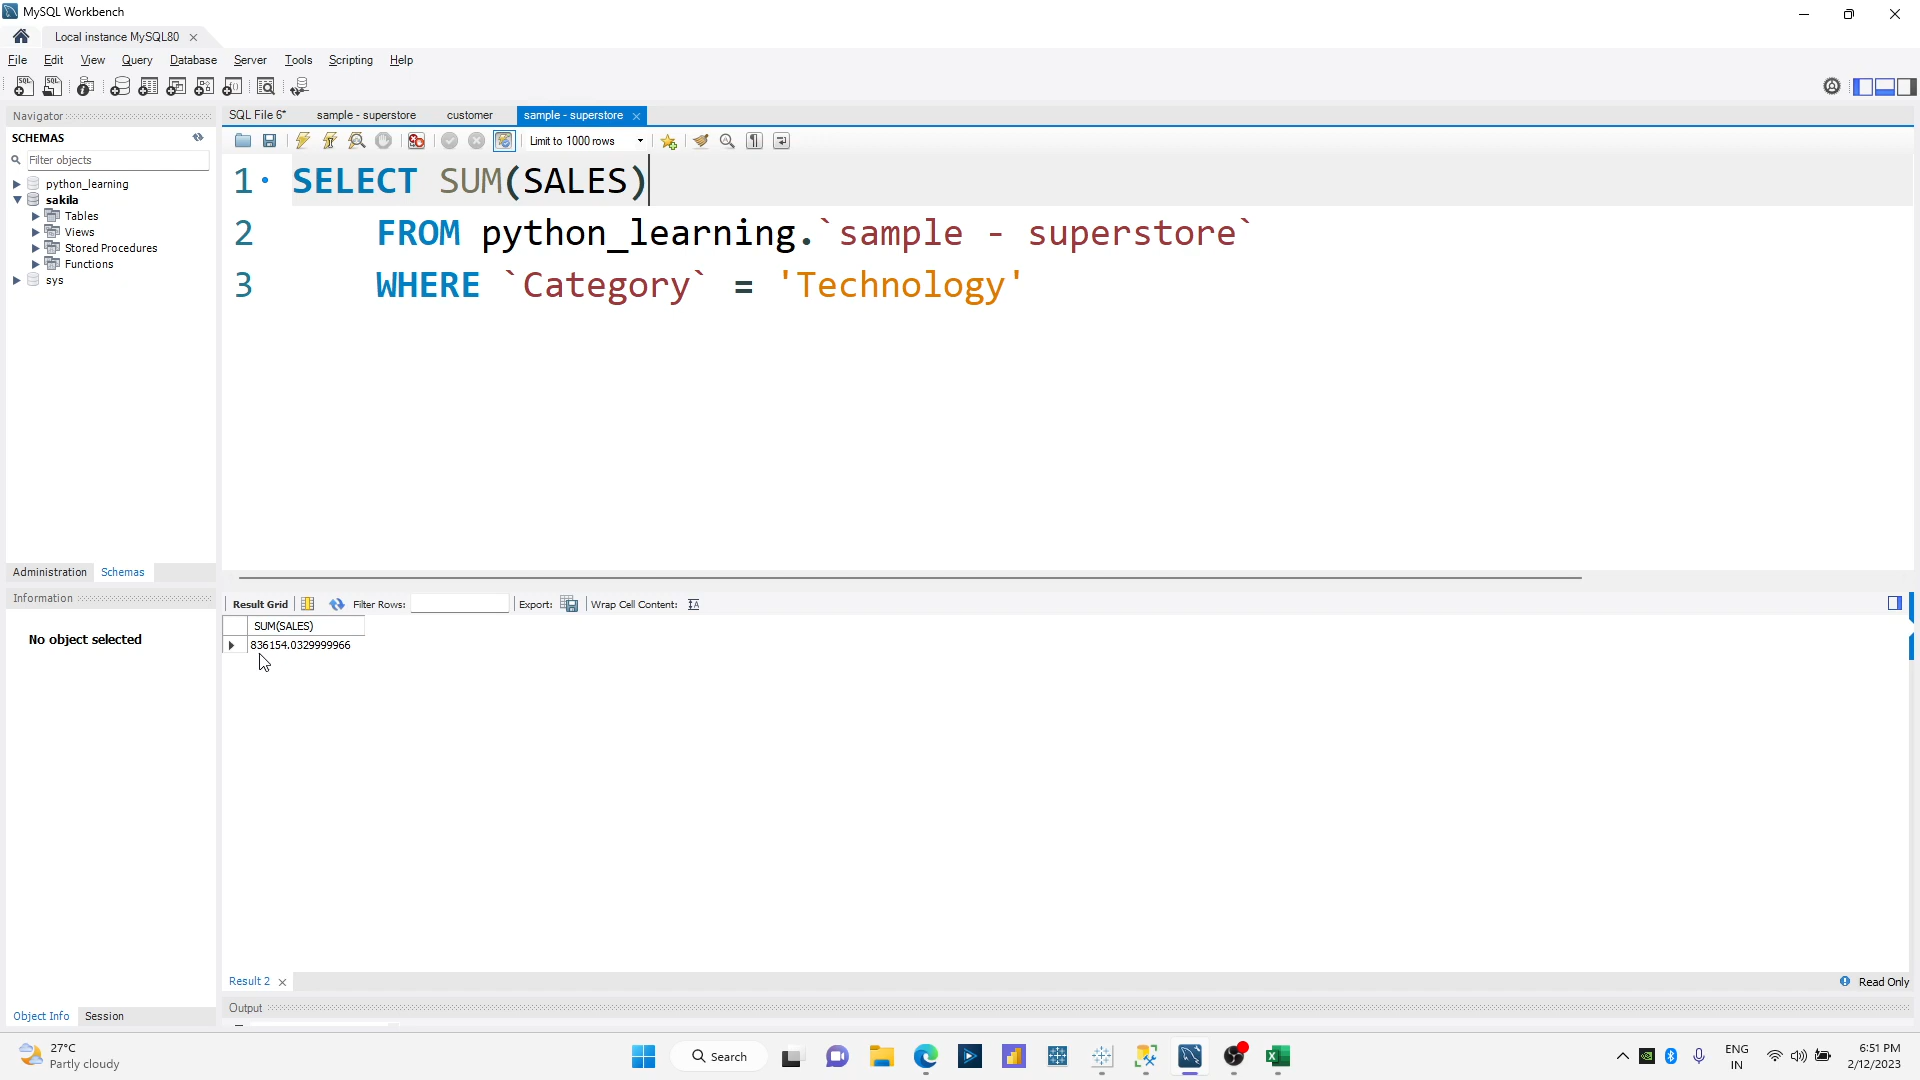 MySQL Workbench
Local instance MySQL80
File Edit View Query Database Server Tools Scripting Help
Navigator
SCHEMAS
Filter objects
python_learning
sakila
Tables
Views
Stored Procedures
Functions
sys
Administration Schemas
Information
No object selected
Object Info Session
SQL File 6* sample - superstore customer sample - superstore
Limit to 1000 rows
1 SELECT SUM(SALES)
2 FROM python_learning.`sample - superstore`
3 WHERE `Category` = 'Technology'
Result Grid Filter Rows: Export: Wrap Cell Content:
SUM(SALES)
836154.0329999966
Result 2
Read Only
Output
27°C
Partly cloudy
Search
ENG
IN
6:51 PM
2/12/2023